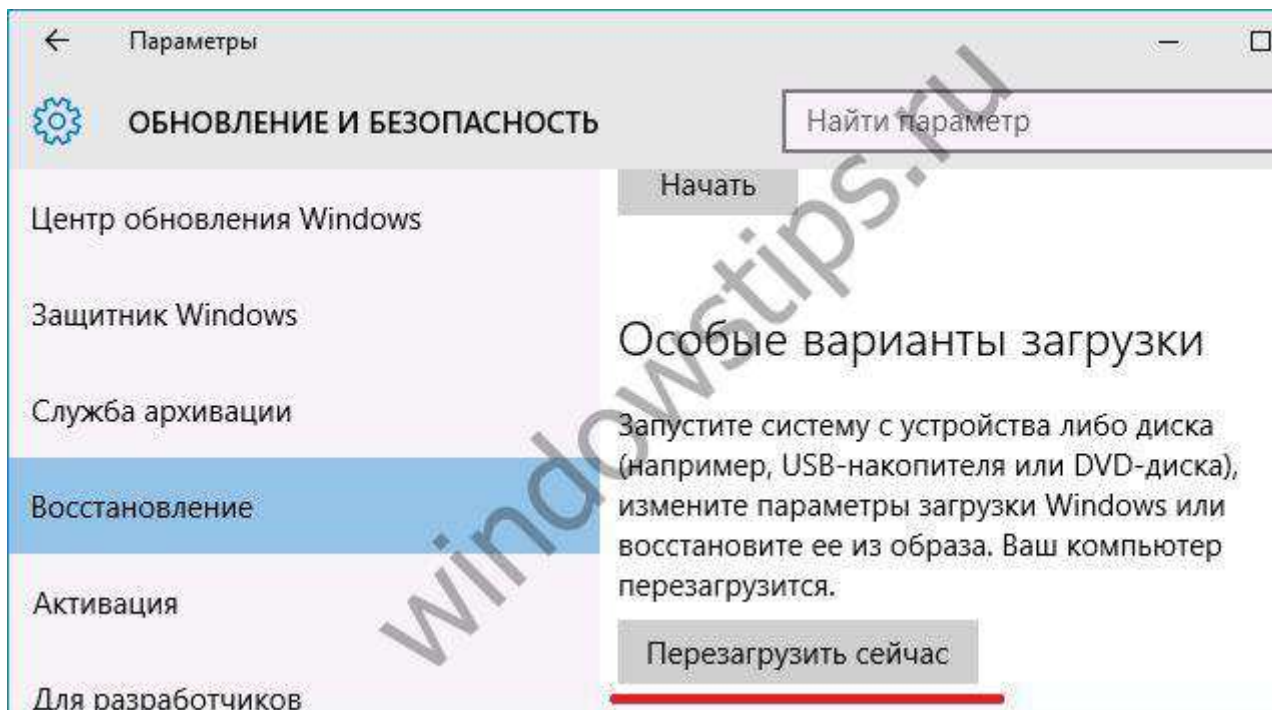 Параметры
ОБНОВЛЕНИЕ И БЕЗОПАСНОСТЬ
Найти параметр
Центр обновления Windows
Защитник Windows
Служба архивации
Восстановление
Активация
Для разработчиков
Начать
Особые варианты загрузки
Запустите систему с устройства либо диска
(например, USB-накопителя или DVD-диска),
измените параметры загрузки Windows или
восстановите ее из образа. Ваш компьютер
перезагрузится.
Перезагрузить сейчас
windowstips.ru